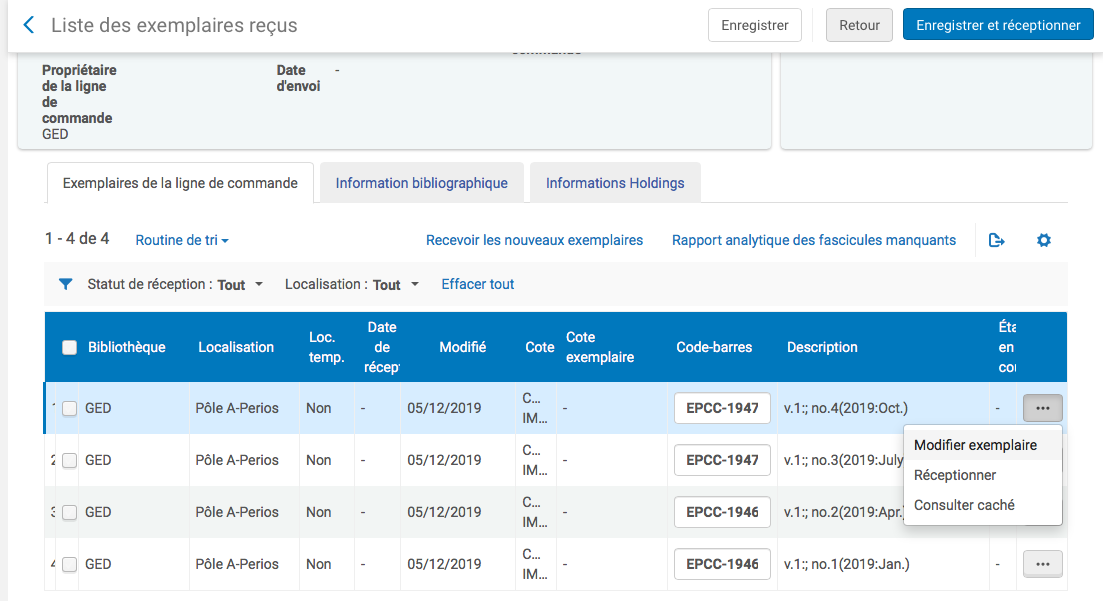 Liste des exemplaires reçus
Enregistrer
Retour
Enregistrer et réceptionner
Propriétaire
de la ligne
de
commande
GED
Date
d'envoi
-
Exemplaires de la ligne de commande
Information bibliographique
Informations Holdings
1 - 4 de 4
Routine de tri
Recevoir les nouveaux exemplaires
Rapport analytique des fascicules manquants
Statut de réception : Tout
Localisation : Tout
Effacer tout
Bibliothèque
Localisation
Loc.
temp.
Date
de
récep
Modifié
Cote
Cote
exemplaire
Code-barres
Description
Éta
en
cou
GED Pôle A-Perios Non - 05/12/2019 C... IM... - EPCC-1947 v.1:; no.4(2019:Oct.) - ...
2 GED Pôle A-Perios Non - 05/12/2019 C... IM... - EPCC-1947 v.1:; no.3(2019:July
3 GED Pôle A-Perios Non - 05/12/2019 C... IM... - EPCC-1946 v.1:; no.2(2019:Apr.
4 GED Pôle A-Perios Non - 05/12/2019 C... IM... - EPCC-1946 v.1:; no.1(2019:Jan.) - ...
Modifier exemplaire
Réceptionner
Consulter caché